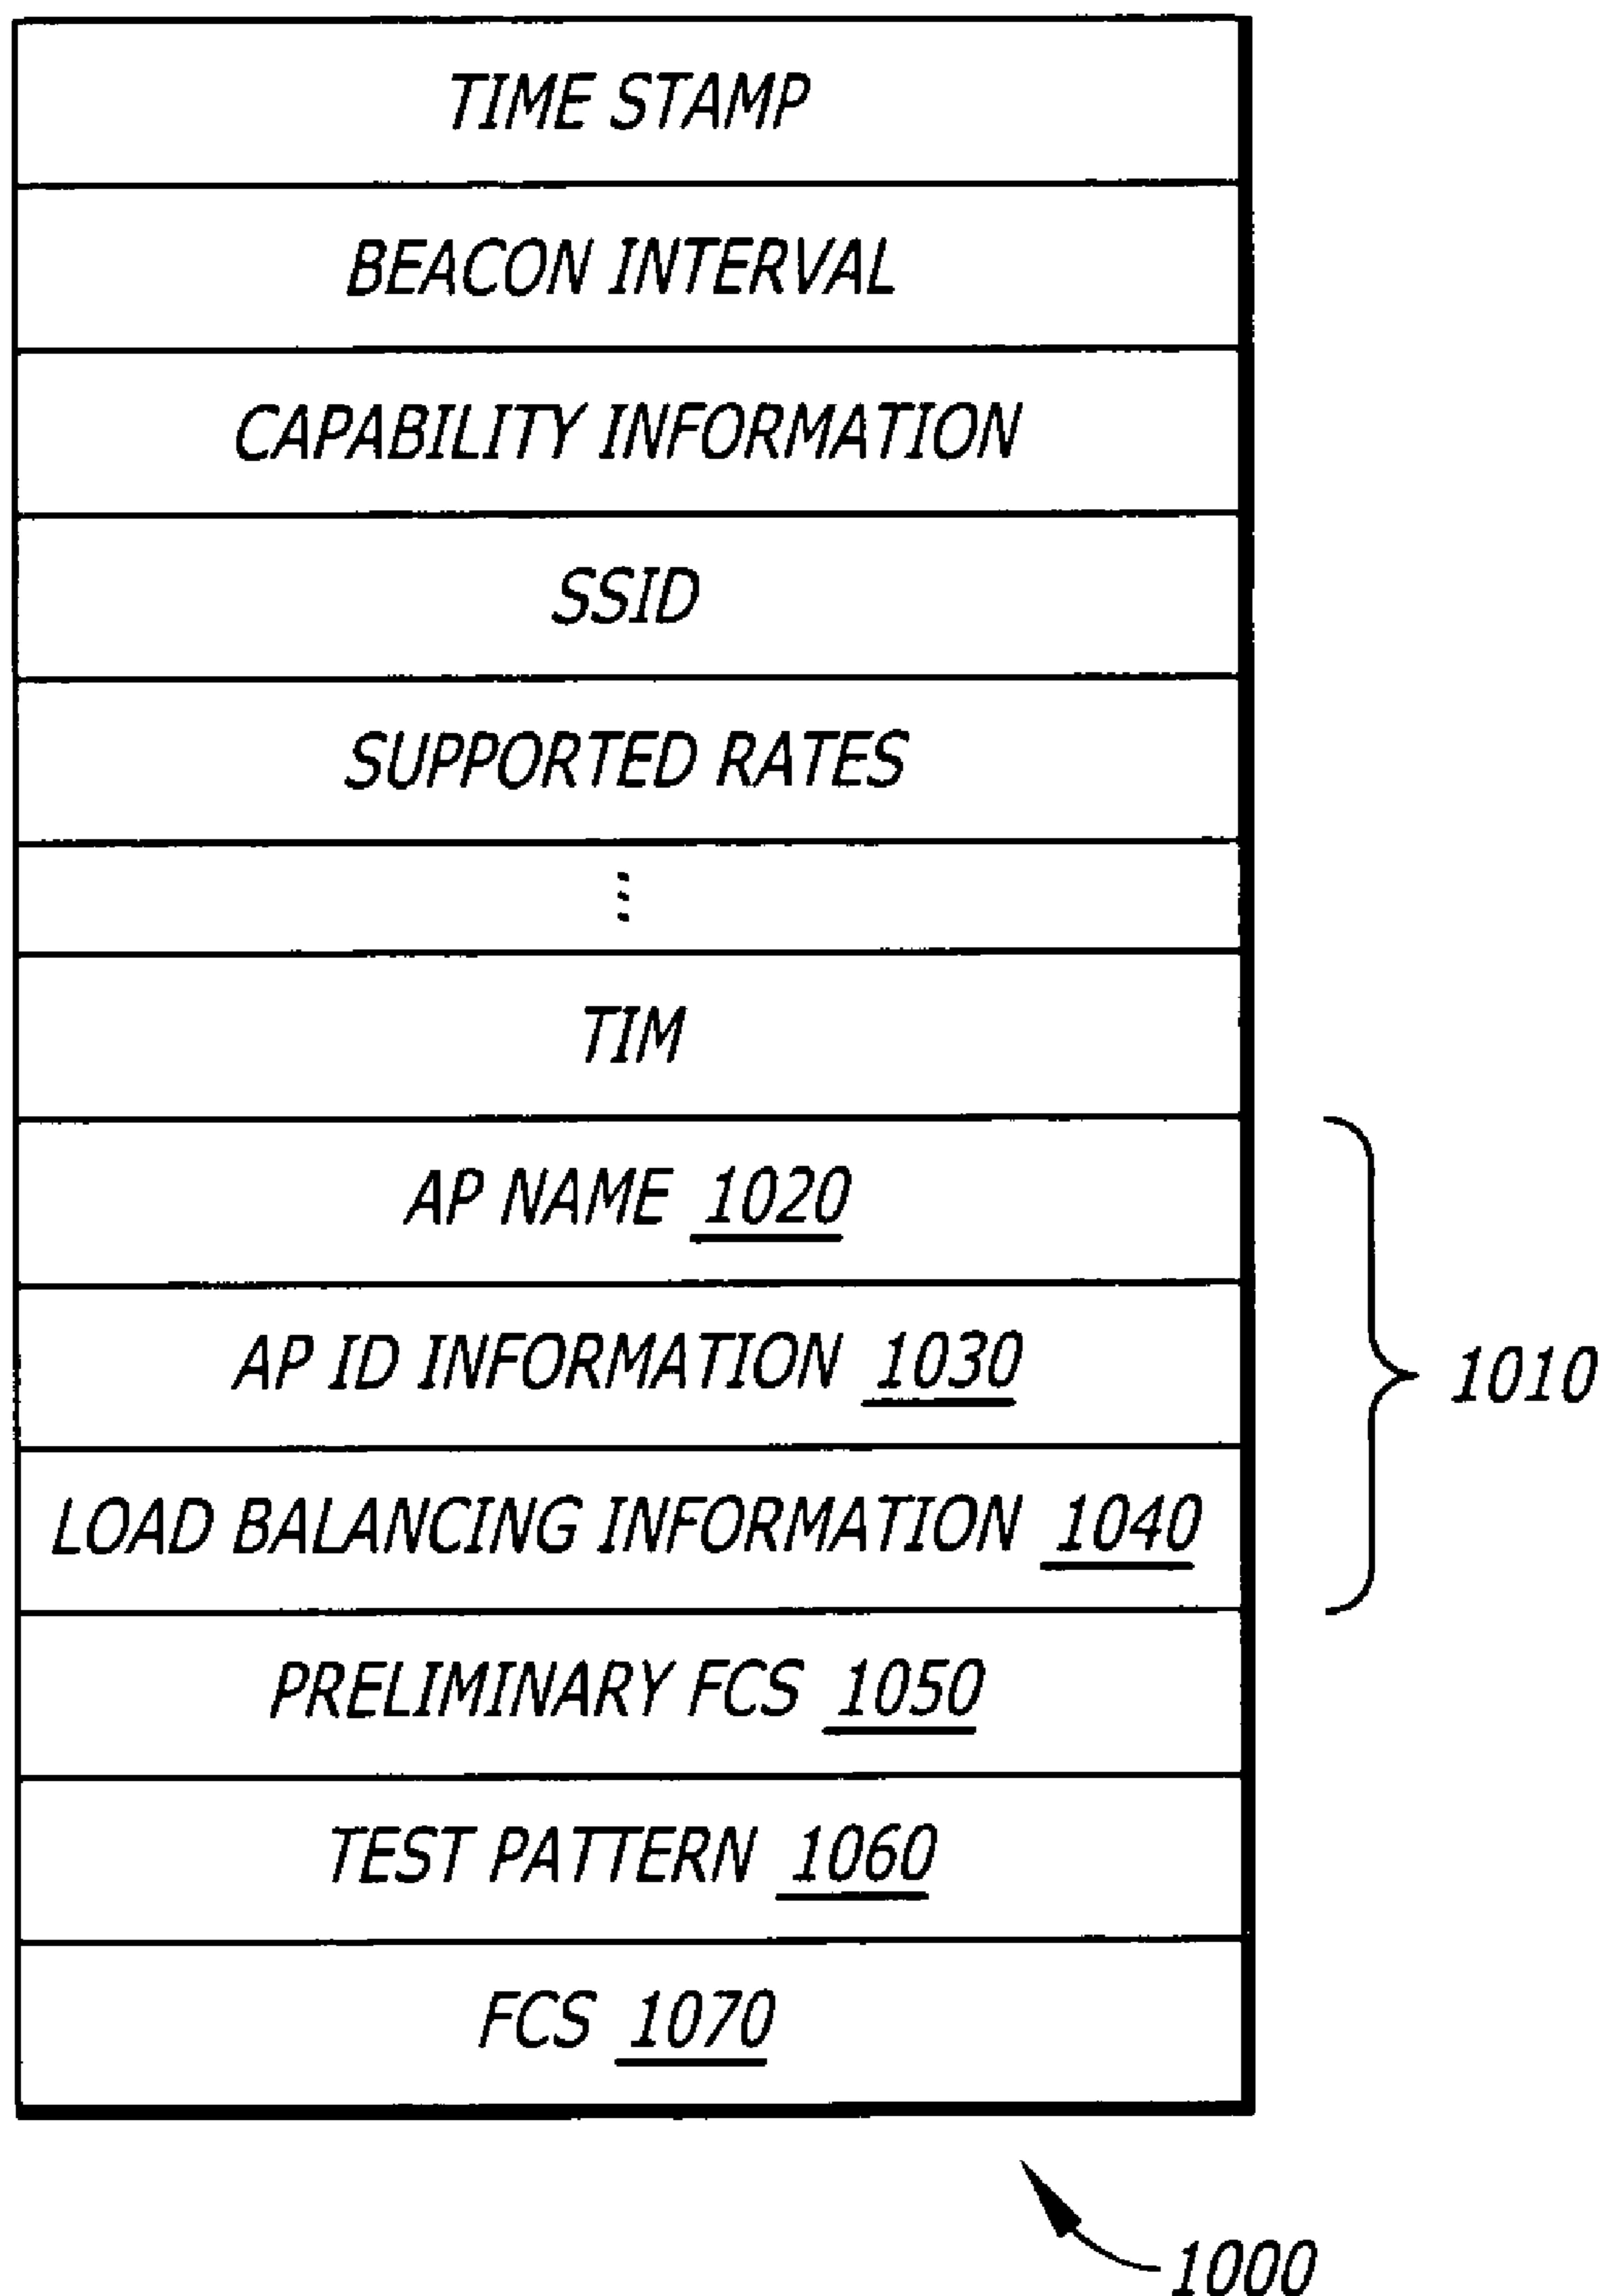 TIME STAMP
BEACON INTERVAL
CAPABILITY INFORMATION
SSID
SUPPORTED RATES
⋮
TIM
AP NAME 1020
AP ID INFORMATION 1030
1010
LOAD BALANCING INFORMATION 1040
PRELIMINARY FCS 1050
TEST PATTERN 1060
FCS 1070
1000